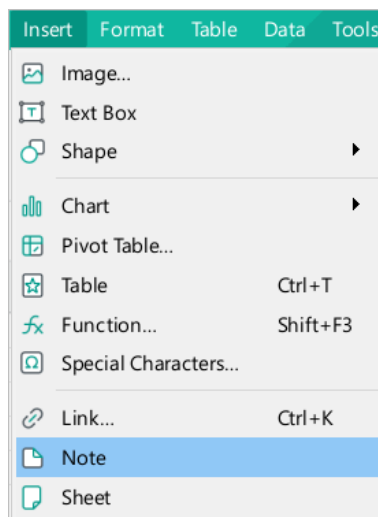 Insert Format Table Data Tools
Image...
Text Box
Shape
Chart
Pivot Table...
Table Ctrl+T
Function... Shift+F3
Special Characters...
Link... Ctrl+K
Note
Sheet